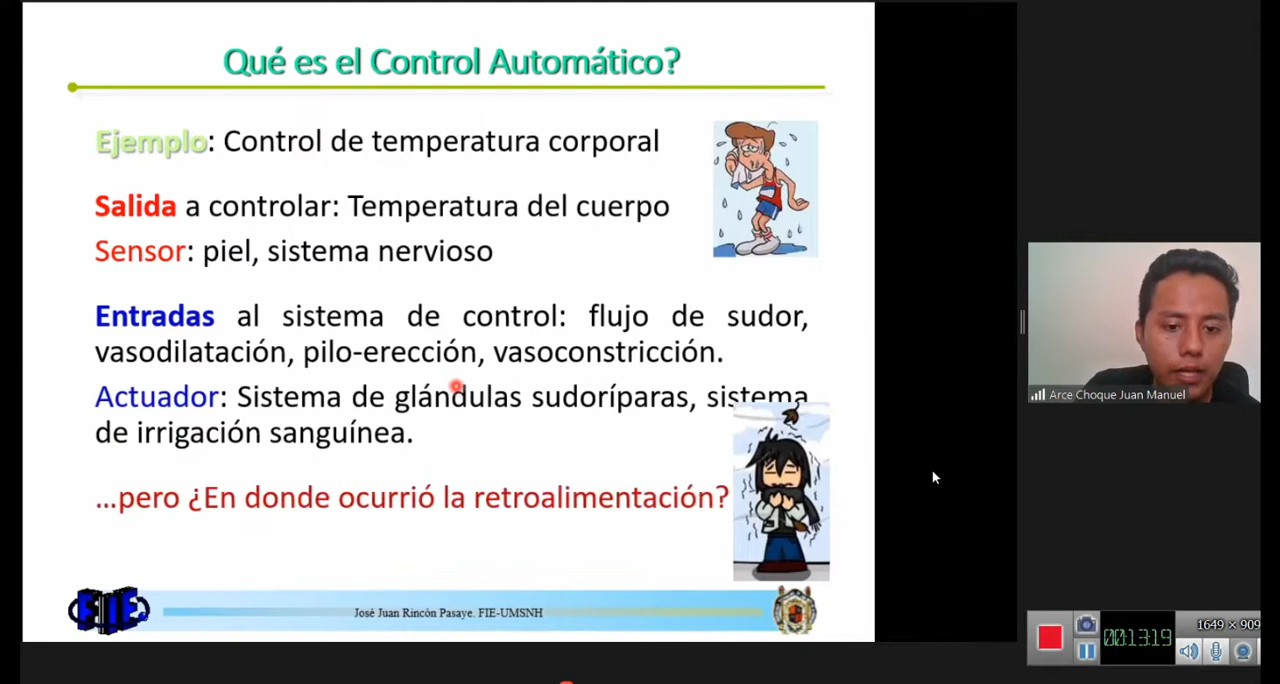 Qué es el Control Automático?
Ejemplo: Control de temperatura corporal
Salida a controlar: Temperatura del cuerpo
Sensor: piel, sistema nervioso
Entradas al sistema de control: flujo de sudor,
vasodilatación, pilo-erección, vasoconstricción.
Actuador: Sistema de glándulas sudoríparas, sistema
de irrigación sanguínea.
...pero ¿En donde ocurrió la retroalimentación?
FIE
José Juan Rincón Pasaye. FIE-UMSNH
Arce Choque Juan Manuel
1649 × 909
00:13:19